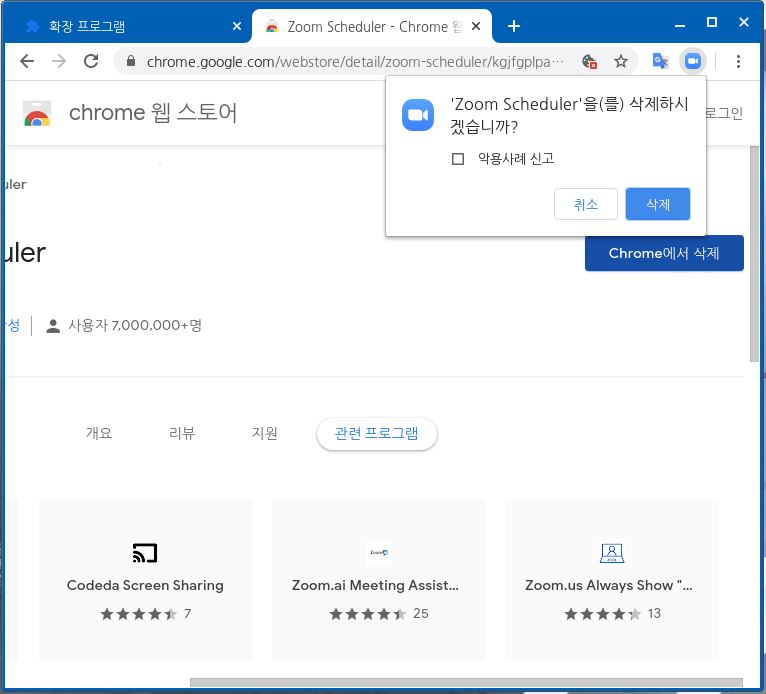 확장 프로그램
Zoom Scheduler - Chrome 웹
chrome.google.com/webstore/detail/zoom-scheduler/kgjfgplpa…
chrome 웹 스토어
로그인
'Zoom Scheduler'을(를) 삭제하시
겠습니까?
악용사례 신고
취소
삭제
uler
uler
Chrome에서 삭제
성
사용자 7,000,000+명
개요
리뷰
지원
관련 프로그램
Codeda Screen Sharing
7
Zoom.ai
Zoom.ai Meeting Assist...
25
Zoom.us Always Show "...
13